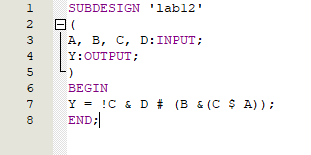 1 SUBDESIGN 'lab12'
2 (
3 A, B, C, D:INPUT;
4 Y:OUTPUT;
5 )
6 BEGIN
7 Y = !C & D # (B &(C $ A));
8 END;